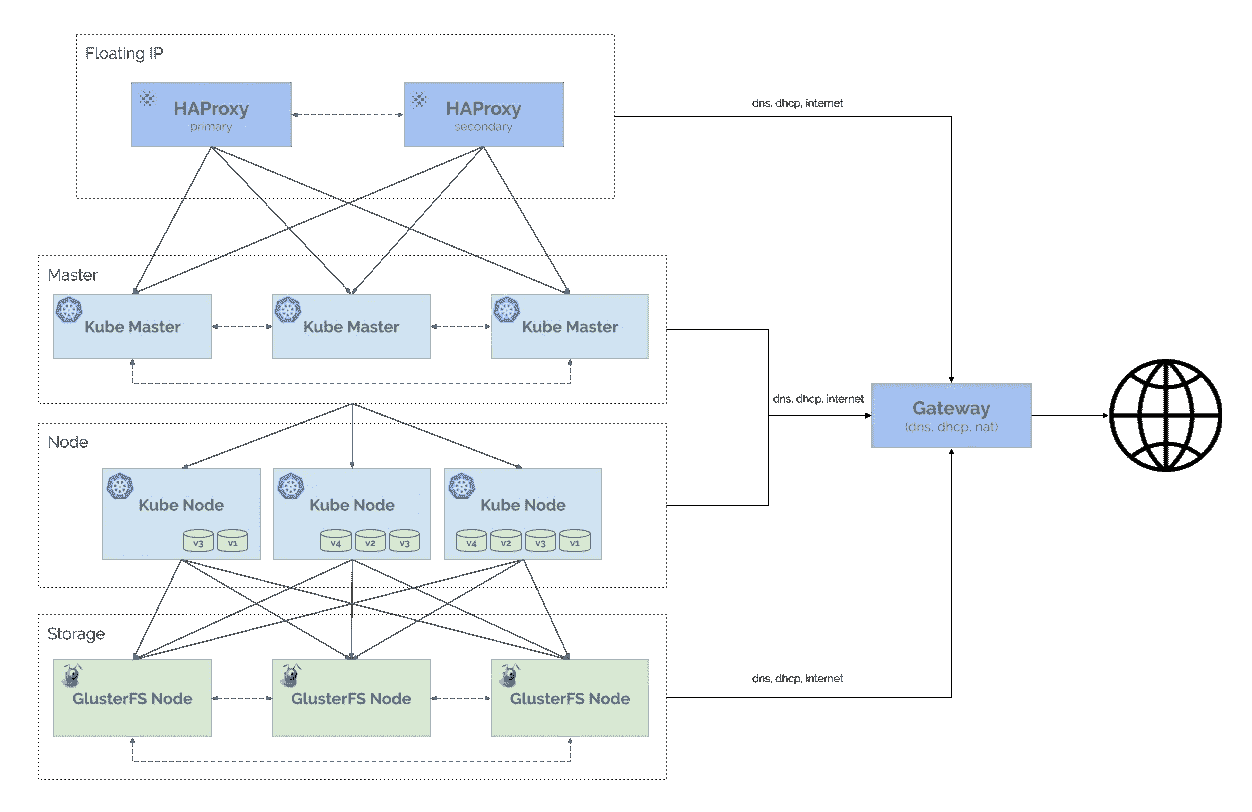 Floating IP
HAProxy
primary
HAProxy
secondary
dns, dhcp, internet
Master
Kube Master
Kube Master
Kube Master
dns, dhcp, internet
Gateway
(dns, dhcp, nat)
Node
Kube Node
v3 v1
Kube Node
v4 v2 v3
Kube Node
v4 v2 v3 v1
Storage
GlusterFS Node
GlusterFS Node
GlusterFS Node
dns, dhcp, internet